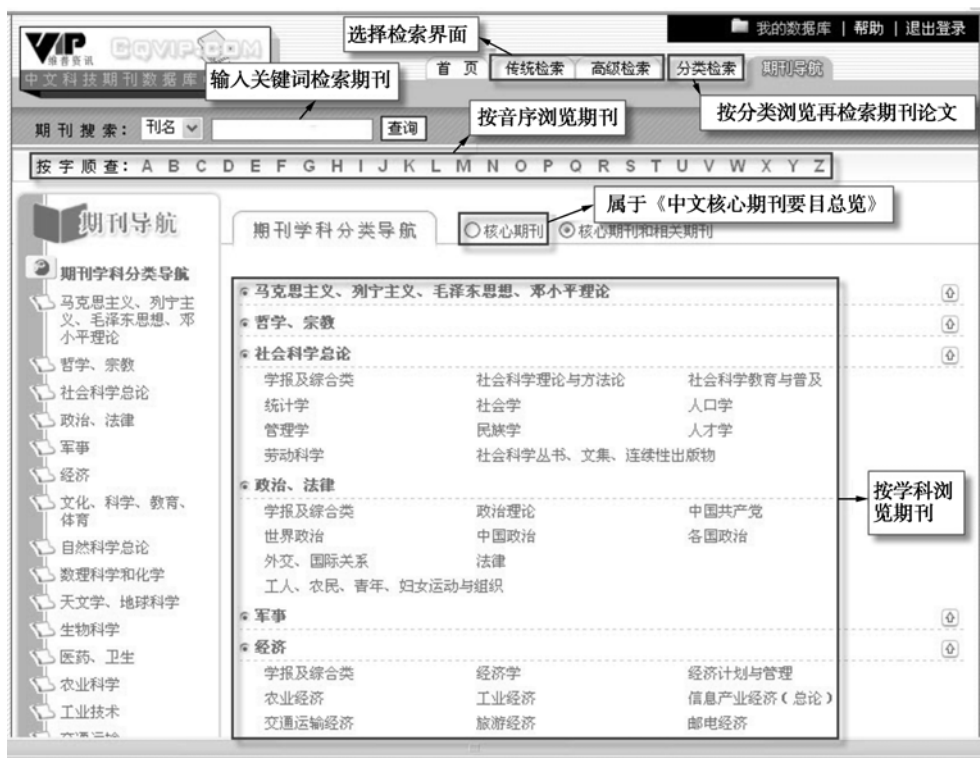 我的数据库 | 帮助 | 退出登录
VIP
维普资讯
CQVIP.COM
中文科技期刊数据库
选择检索界面
首 页 传统检索 高级检索 分类检索 期刊导航
输入关键词检索期刊
按音序浏览期刊
按分类浏览再检索期刊论文
期刊搜索: 刊名 查询
按字顺查: A B C D E F G H I J K L M N O P Q R S T U V W X Y Z
属于《中文核心期刊要目总览》
期刊导航
期刊学科分类导航 核心期刊 核心期刊和相关期刊
期刊学科分类导航
马克思主义、列宁主
义、毛泽东思想、邓
小平理论
哲学、宗教
社会科学总论
政治、法律
军事
经济
文化、科学、教育、
体育
自然科学总论
数理科学和化学
天文学、地球科学
生物科学
医药、卫生
农业科学
工业技术
马克思主义、列宁主义、毛泽东思想、邓小平理论
哲学、宗教
社会科学总论
学报及综合类 社会科学理论与方法论 社会科学教育与普及
统计学 社会学 人口学
管理学 民族学 人才学
劳动科学 社会科学丛书、文集、连续性出版物
政治、法律
学报及综合类 政治理论 中国共产党
世界政治 中国政治 各国政治
外交、国际关系 法律
工人、农民、青年、妇女运动与组织
军事
经济
学报及综合类 经济学 经济计划与管理
农业经济 工业经济 信息产业经济(总论)
交通运输经济 旅游经济 邮电经济
按学科浏
览期刊